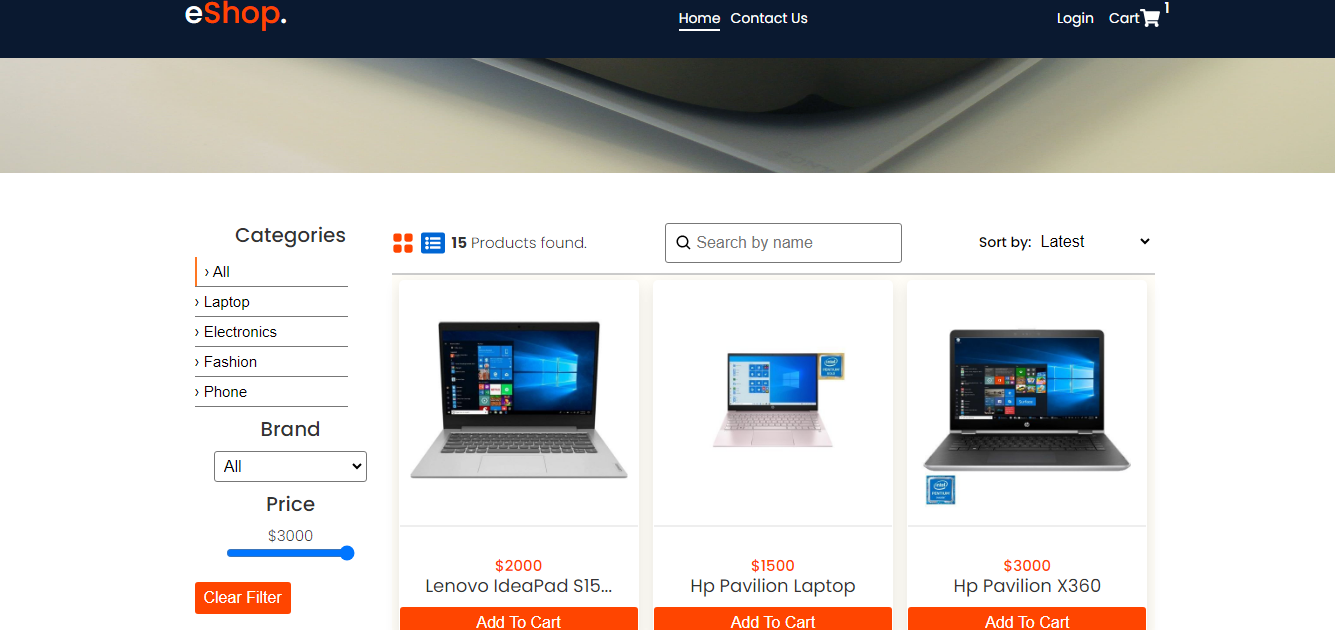 eShop.
Home Contact Us
Login Cart 1
Categories
› All
› Laptop
› Electronics
› Fashion
› Phone
Brand
All
Price
$3000
Clear Filter
15 Products found.
Search by name
Sort by: Latest
$2000
Lenovo IdeaPad S15...
Add To Cart
$1500
Hp Pavilion Laptop
Add To Cart
$3000
Hp Pavilion X360
Add To Cart